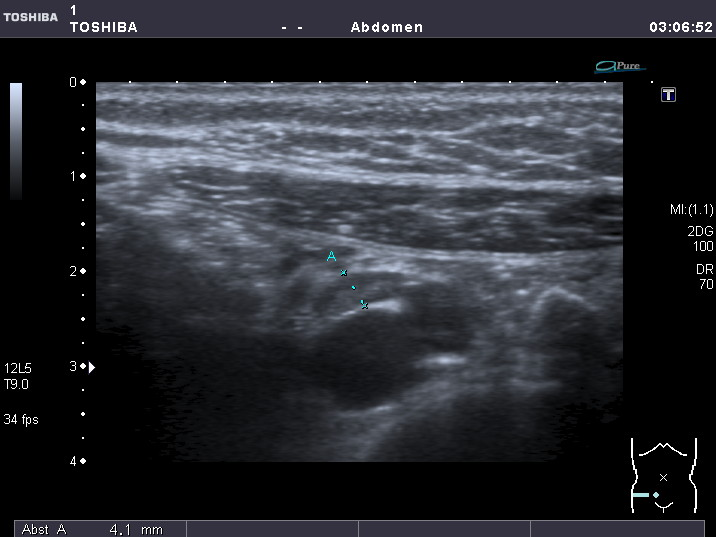 TOSHIBA
1
TOSHIBA - - Abdomen 03:06:52
Pure
T
0
1
A
MI:(1.1)
2DG
100
2
DR
70
3
12L5
T9.0
34 fps
4
Abst A 4.1 mm